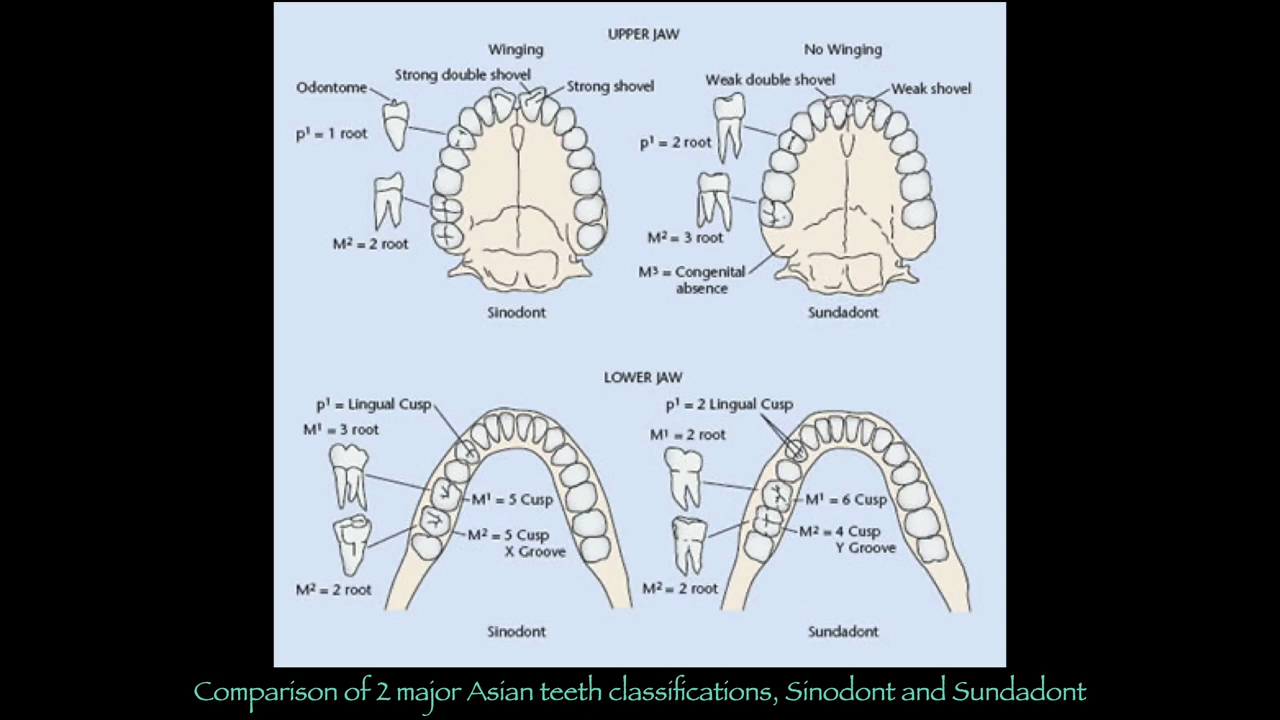 UPPER JAW
Winging
Strong double shovel
Strong shovel
Odontome
p¹ = 1 root
M² = 2 root
Sinodont
No Winging
Weak double shovel
Weak shovel
p¹ = 2 root
M² = 3 root
M³ = Congenital
absence
Sundadont
LOWER JAW
p¹ = Lingual Cusp
M¹ = 3 root
M¹ = 5 Cusp
M² = 5 Cusp
X Groove
M² = 2 root
Sinodont
p¹ = 2 Lingual Cusp
M¹ = 2 root
M¹ = 6 Cusp
M² = 4 Cusp
Y Groove
M² = 2 root
Sundadont
Comparison of 2 major Asian teeth classifications, Sinodont and Sundadont